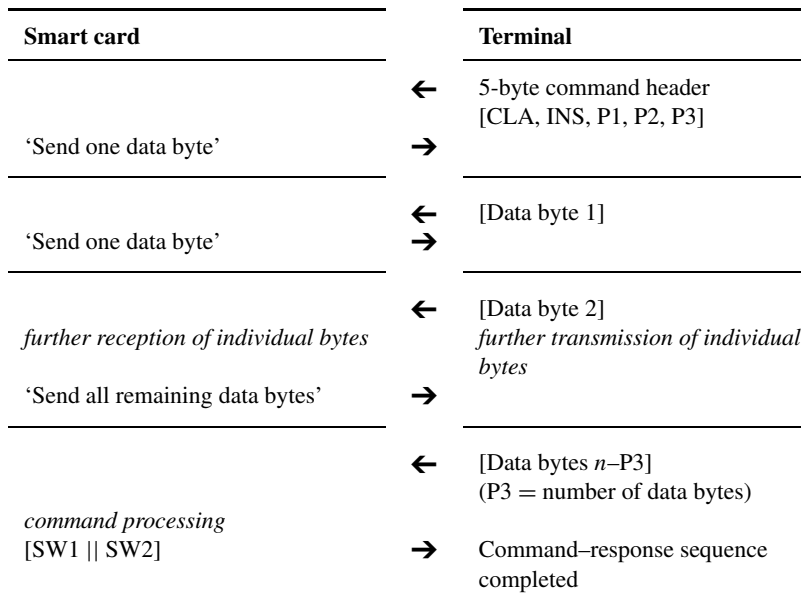 Smart card Terminal
← 5-byte command header
[CLA, INS, P1, P2, P3]
‘Send one data byte’ →
← [Data byte 1]
‘Send one data byte’ →
← [Data byte 2]
further reception of individual bytes further transmission of individual
bytes
‘Send all remaining data bytes’ →
← [Data bytes n–P3]
(P3 = number of data bytes)
command processing
[SW1 || SW2] → Command–response sequence
completed